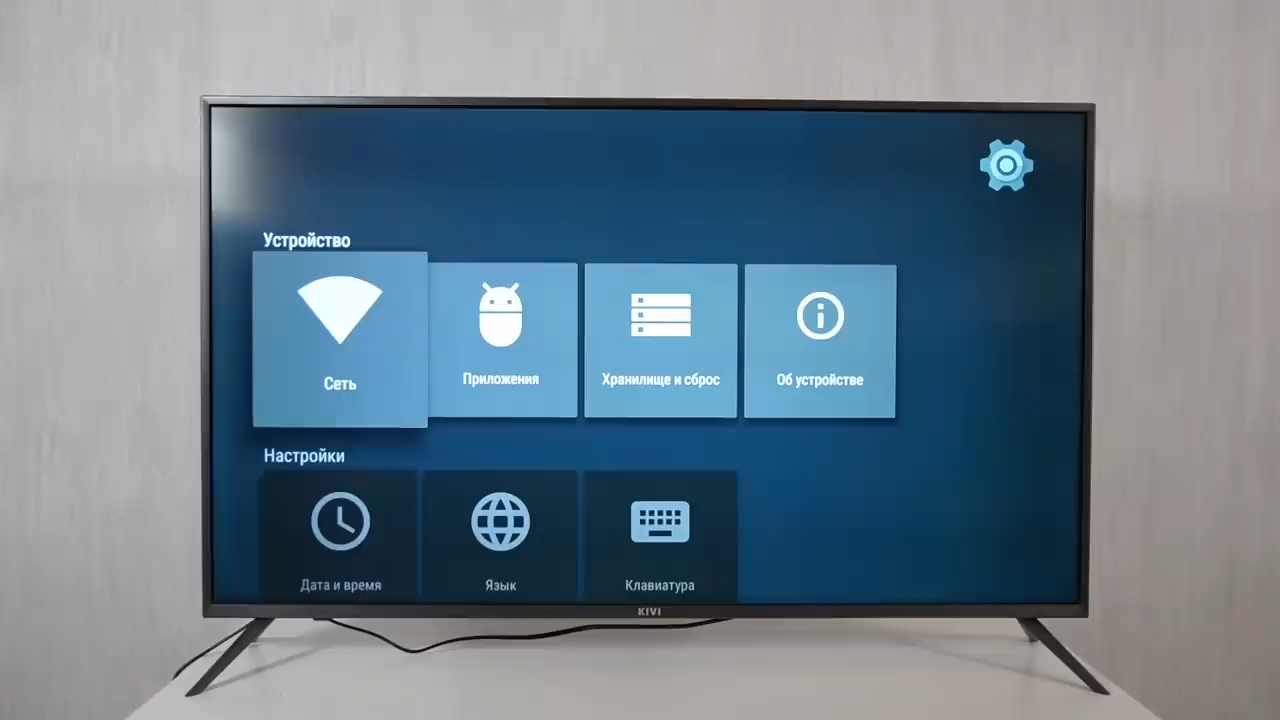 Устройство
Сеть
Приложения
Хранилище и сброс
Об устройстве
Настройки
Дата и время
Язык
Клавиатура
KIVI